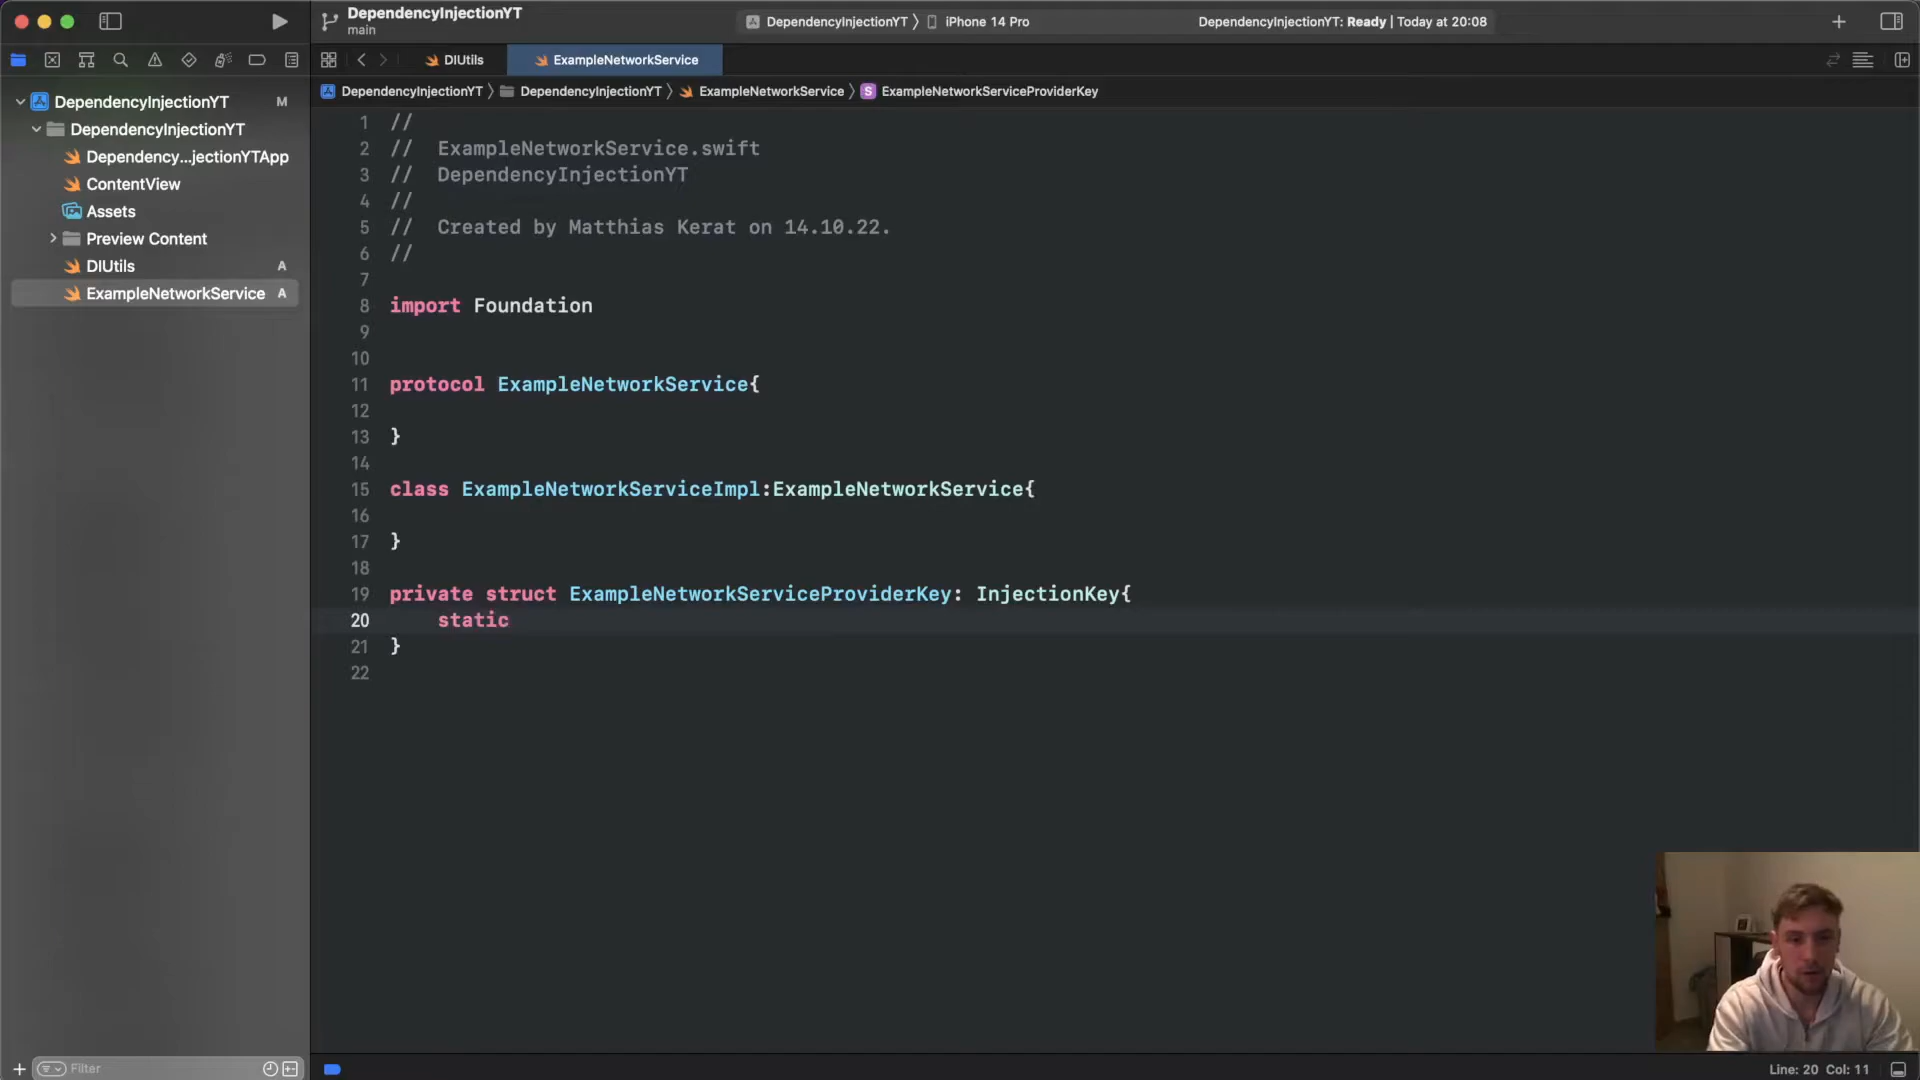 DependencyInjectionYT
main
DependencyInjectionYT
iPhone 14 Pro
DependencyInjectionYT: Ready | Today at 20:08
DIUtils
ExampleNetworkService
DependencyInjectionYT
DependencyInjectionYT
ExampleNetworkService
S
ExampleNetworkServiceProviderKey
DependencyInjectionYT M
DependencyInjectionYT
Dependency...jectionYTApp
ContentView
Assets
Preview Content
DIUtils A
ExampleNetworkService A
1 //
2 // ExampleNetworkService.swift
3 // DependencyInjectionYT
4 //
5 // Created by Matthias Kerat on 14.10.22.
6 //
7
8 import Foundation
9
10
11 protocol ExampleNetworkService{
12
13 }
14
15 class ExampleNetworkServiceImpl:ExampleNetworkService{
16
17 }
18
19 private struct ExampleNetworkServiceProviderKey: InjectionKey{
20 static
21 }
22
Filter
Line: 20 Col: 11